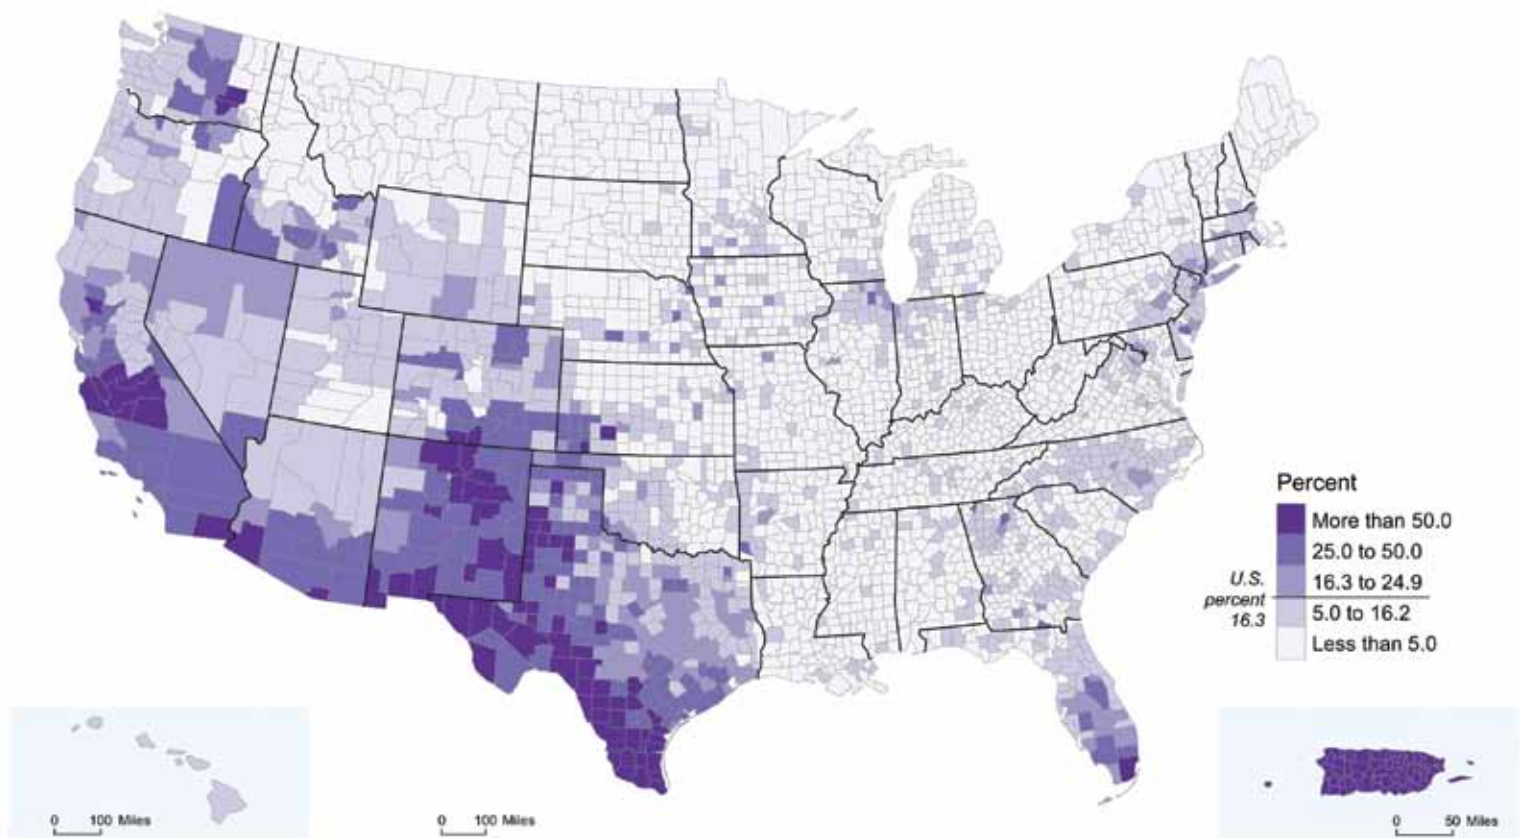 Percent
More than 50.0
25.0 to 50.0
16.3 to 24.9
5.0 to 16.2
Less than 5.0
U.S.
percent
16.3
0 100 Miles
0 100 Miles
0 50 Miles